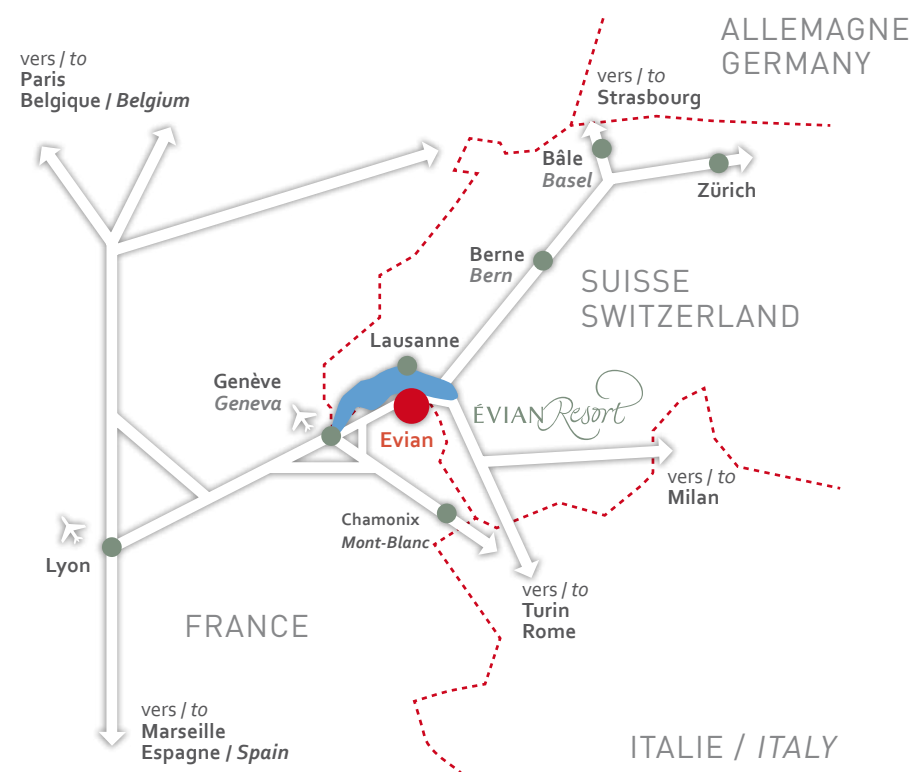 ALLEMAGNE
GERMANY
vers / to
Paris
Belgique / Belgium
vers / to
Strasbourg
Bâle
Basel
Zürich
Berne
Bern
SUISSE
SWITZERLAND
Lausanne
Genève
Geneva
ÉVIAN Resort
Evian
vers / to
Milan
Chamonix
Mont-Blanc
Lyon
vers / to
Turin
Rome
FRANCE
vers / to
Marseille
Espagne / Spain
ITALIE / ITALY